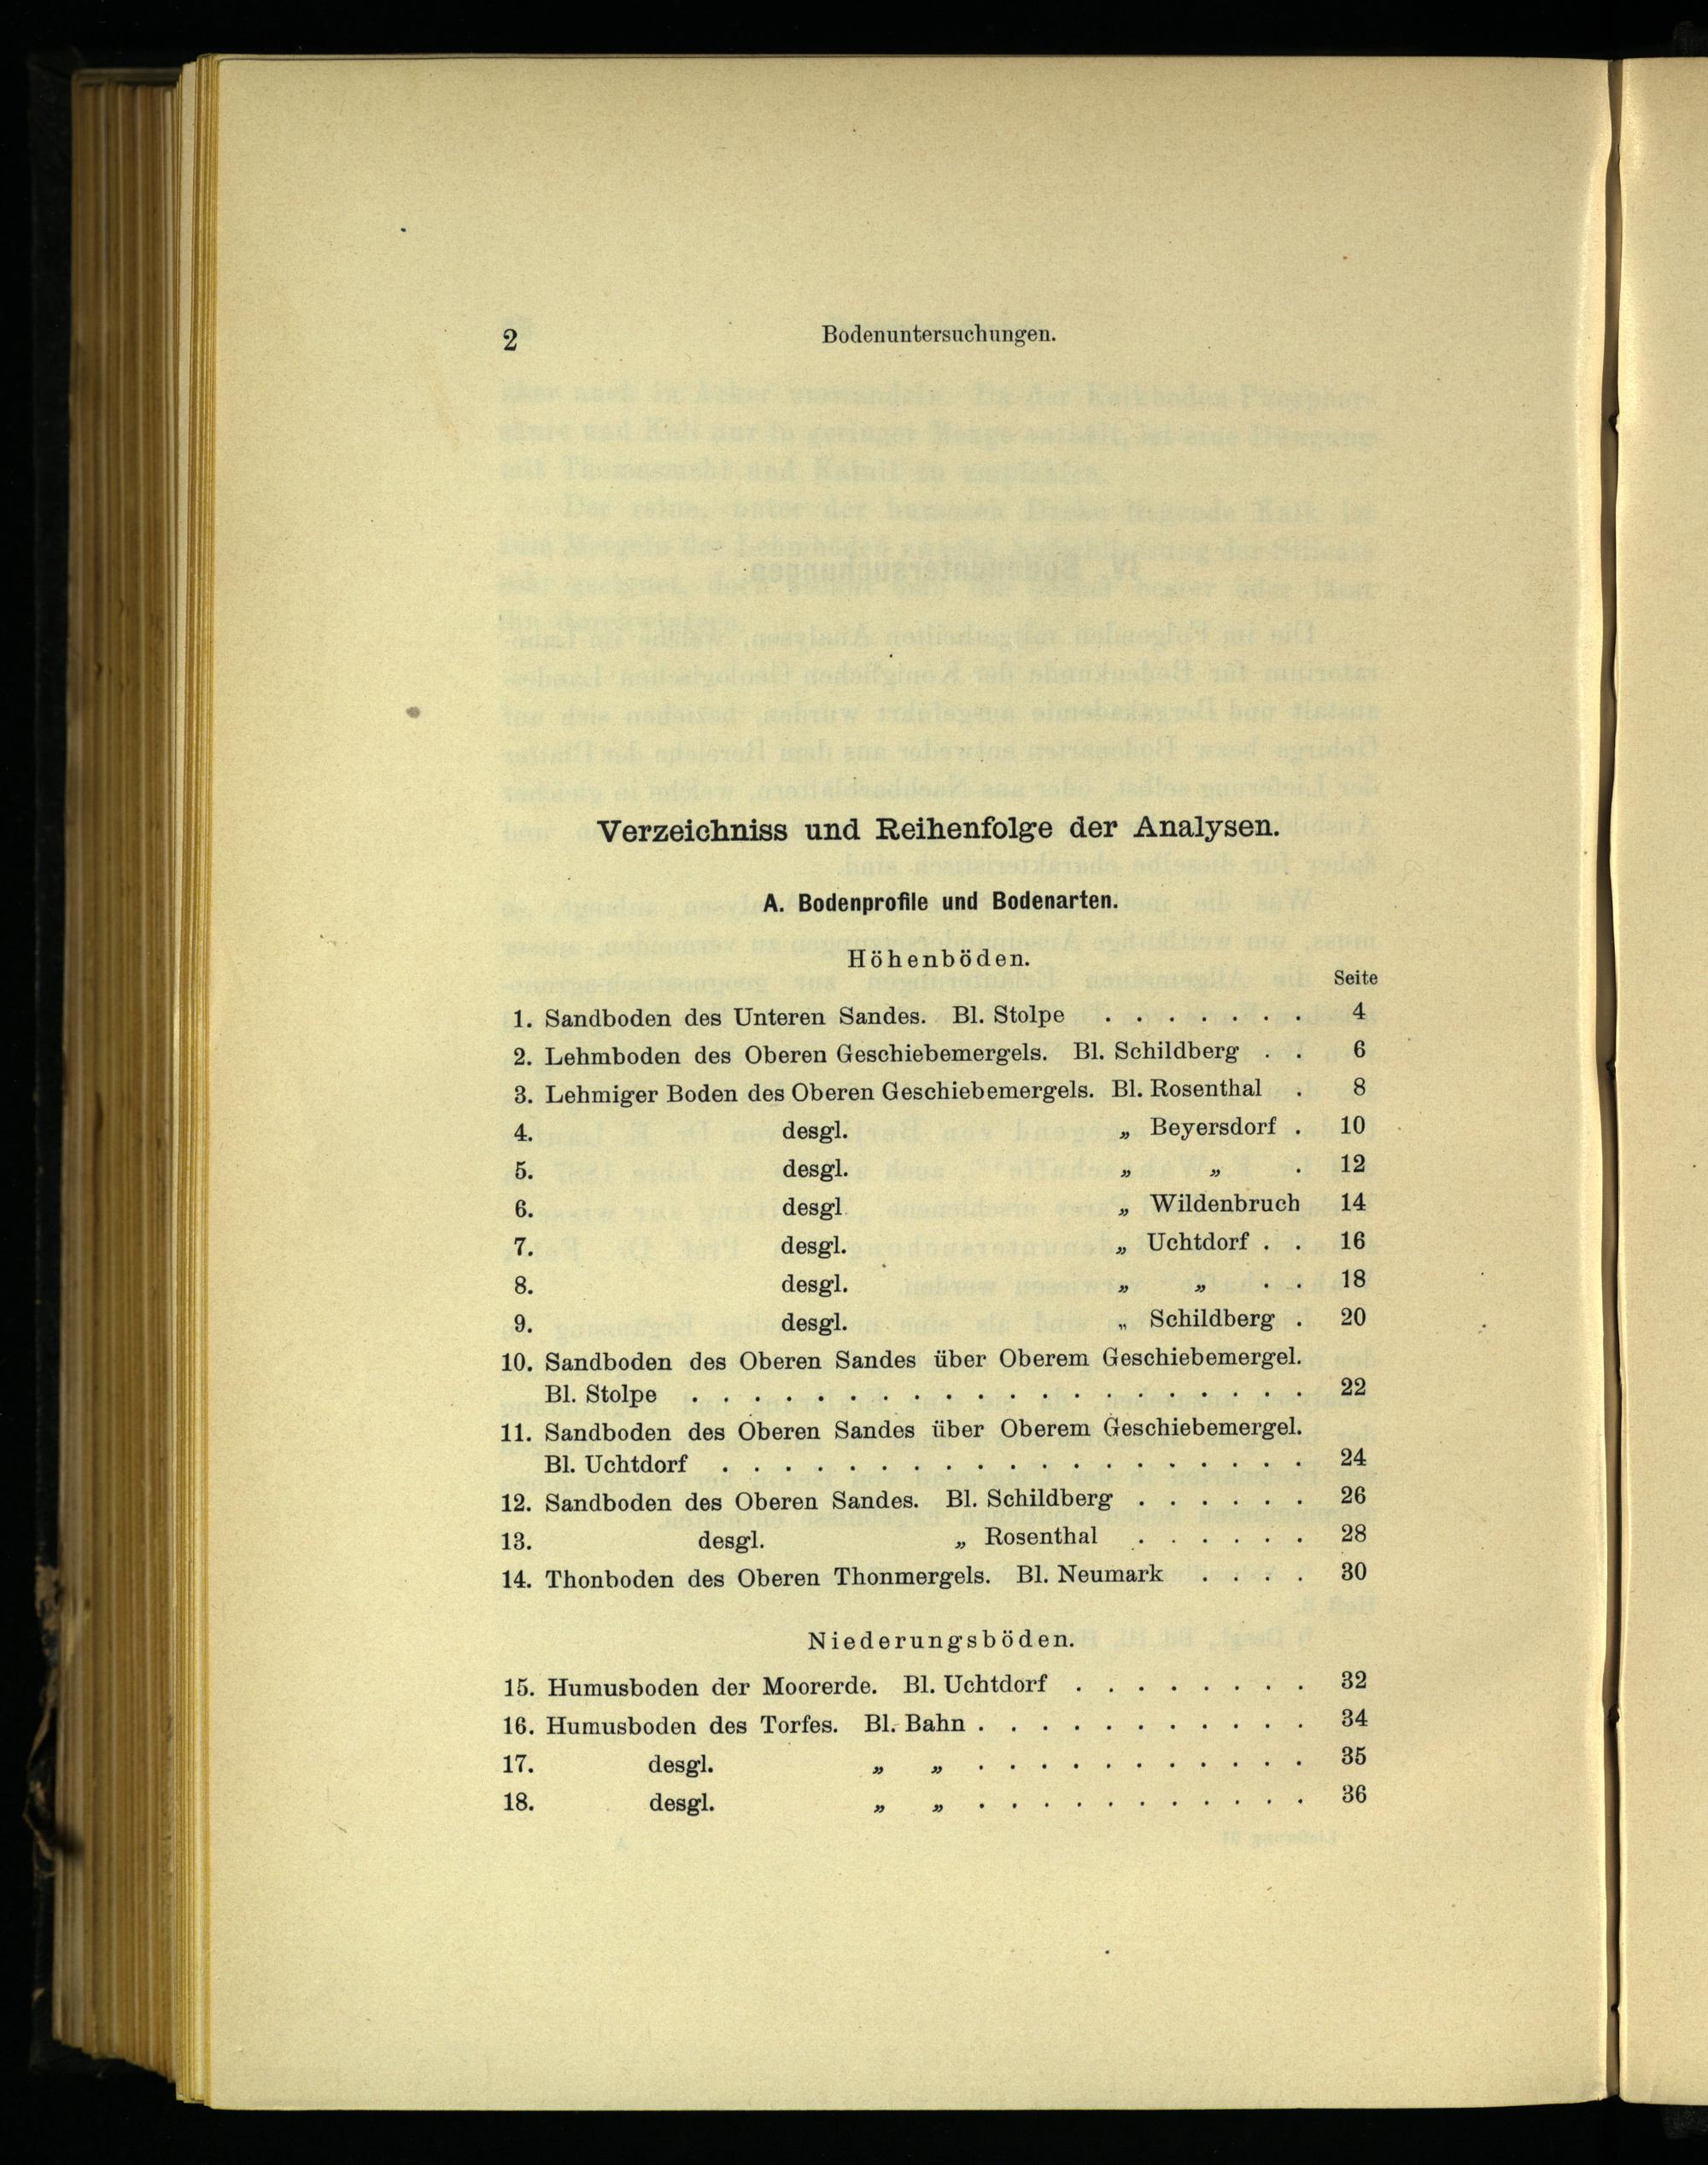 2
Bodenuntersuchungen.
Verzeichniss und Reihenfolge der Analysen.
A. Bodenprofile und Bodenarten.
Höhenböden.
Seite
1. Sandboden des Unteren Sandes. Bl. Stolpe . . . . . . . 4
2. Lehmboden des Oberen Geschiebemergels. Bl. Schildberg . . 6
3. Lehmiger Boden des Oberen Geschiebemergels. Bl. Rosenthal . 8
4. desgl. „ Beyersdorf . 10
5. desgl. „ „ . 12
6. desgl „ Wildenbruch 14
7. desgl. „ Uchtdorf . . 16
8. desgl. „ „ . . 18
9. desgl. „ Schildberg . 20
10. Sandboden des Oberen Sandes über Oberem Geschiebemergel.
Bl. Stolpe . . . . . . . . . . . . . . . . . . . . 22
11. Sandboden des Oberen Sandes über Oberem Geschiebemergel.
Bl. Uchtdorf . . . . . . . . . . . . . . . . . . . 24
12. Sandboden des Oberen Sandes. Bl. Schildberg . . . . . . 26
13. desgl. „ Rosenthal . . . . . . 28
14. Thonboden des Oberen Thonmergels. Bl. Neumark . . . . 30
Niederungsböden.
15. Humusboden der Moorerde. Bl. Uchtdorf . . . . . . . . 32
16. Humusboden des Torfes. Bl. Bahn . . . . . . . . . . . 34
17. desgl. „ „ . . . . . . . . . . . 35
18. desgl. „ „ . . . . . . . . . . . 36